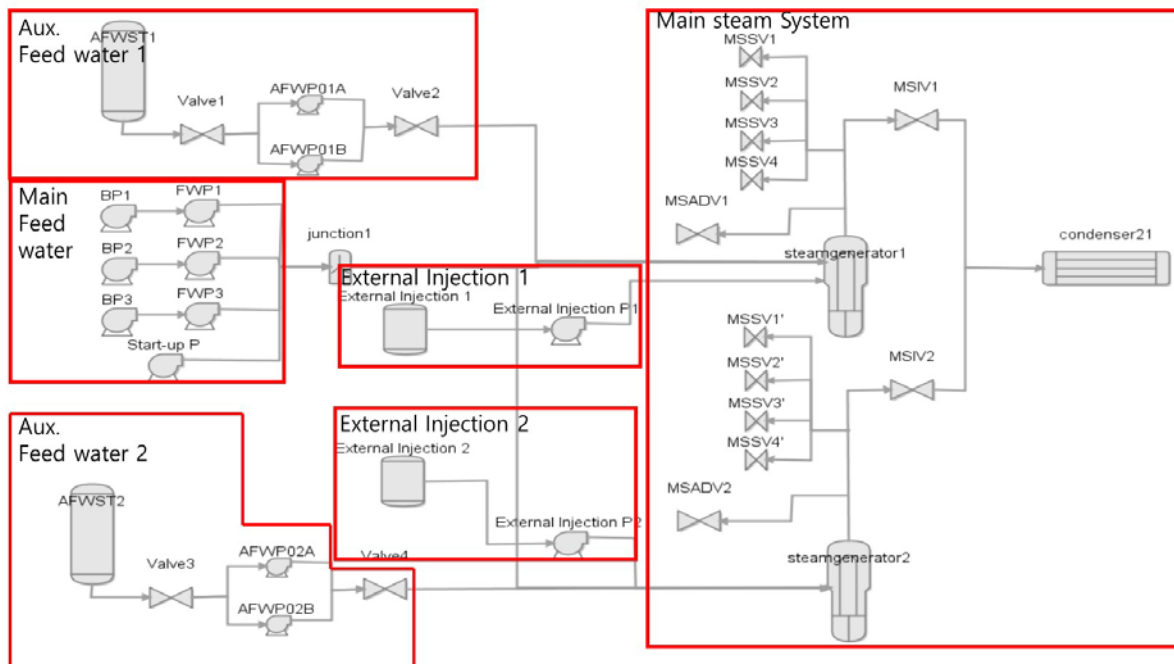 Aux.
Feed water 1
AFWST1
Valve1
AFWP01A
AFWP01B
Valve2
Main
Feed
water
BP1
FWP1
BP2
FWP2
BP3
FWP3
Start-up P
junction1
External Injection 1
External Injection 1
External Injection P1
External Injection 2
External Injection 2
External Injection P2
Aux.
Feed water 2
AFWST2
Valve3
AFWP02A
AFWP02B
Valve4
Main steam System
MSSV1
MSSV2
MSSV3
MSSV4
MSADV1
MSIV1
steamgenerator1
condenser21
MSSV1'
MSSV2'
MSSV3'
MSSV4'
MSIV2
MSADV2
steamgenerator2